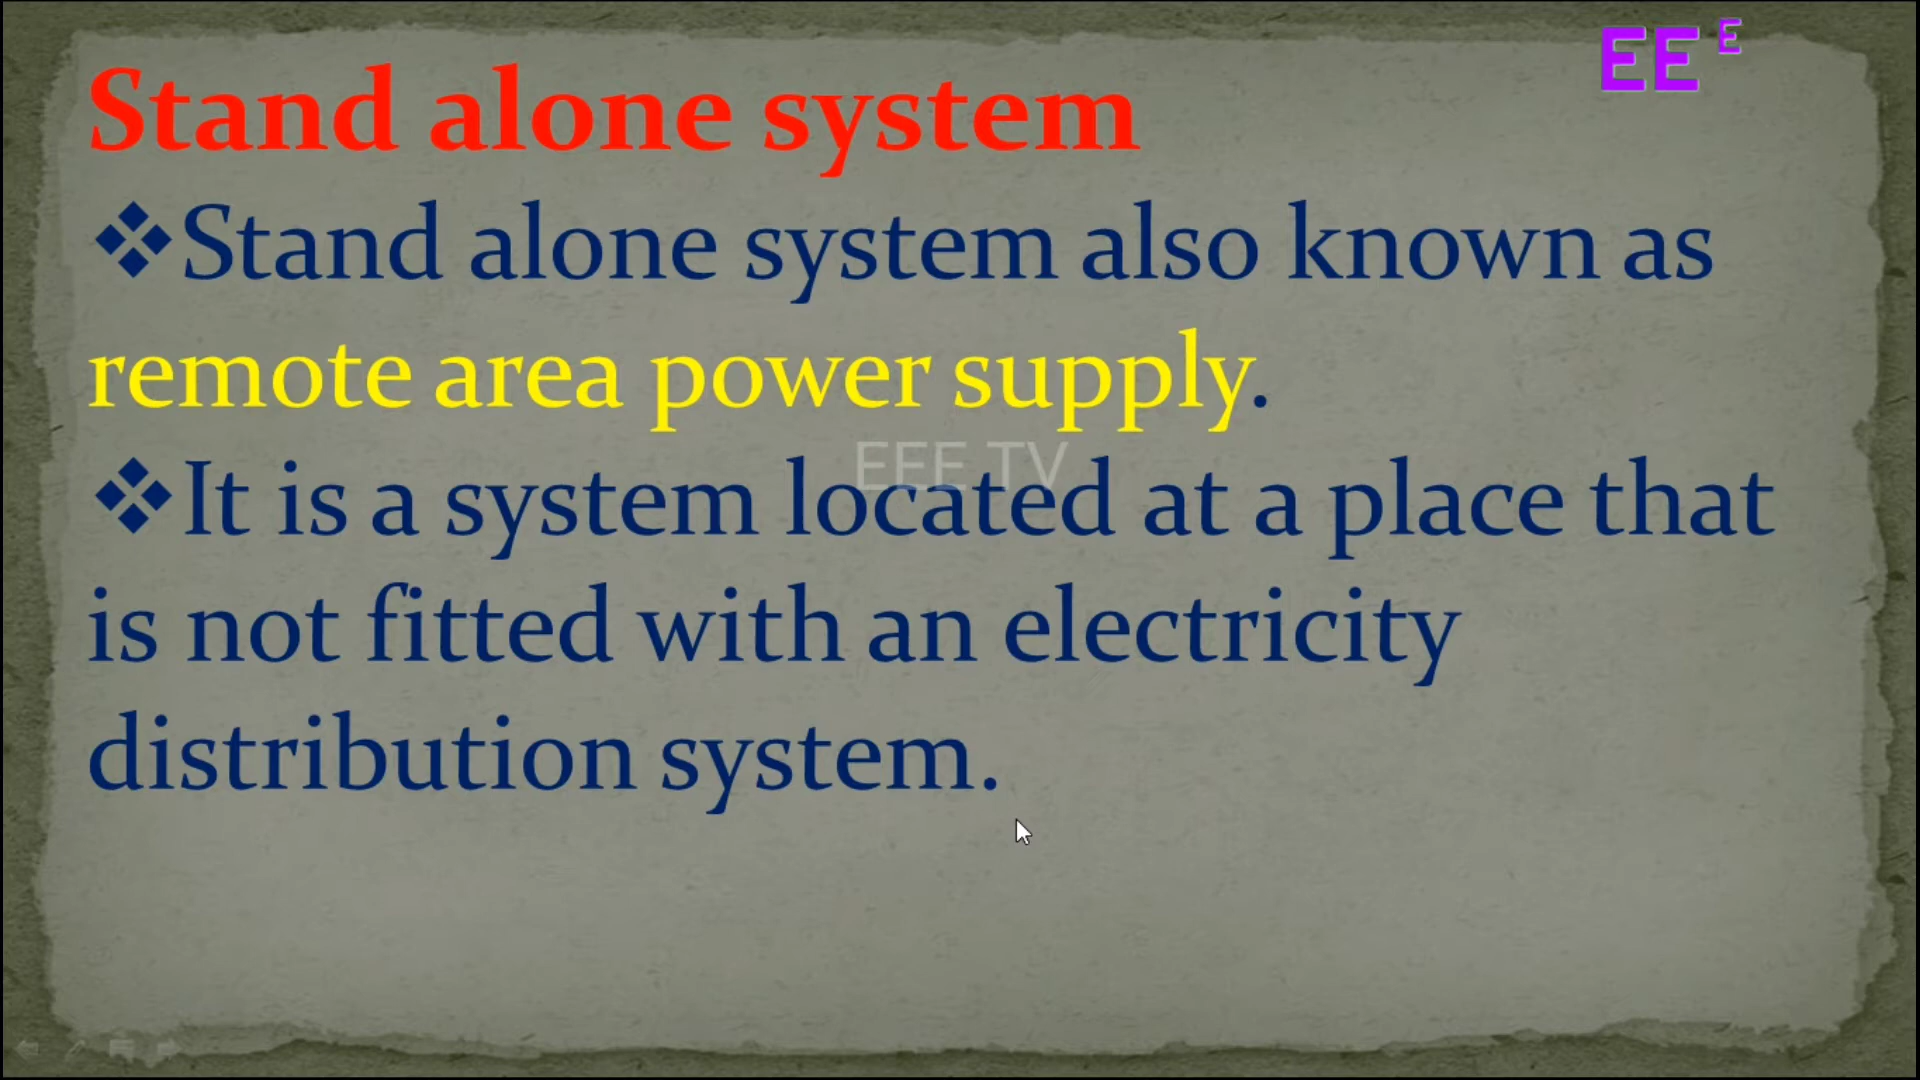 EE E
Stand alone system
❖Stand alone system also known as
remote area power supply.
EEE TV
❖It is a system located at a place that
is not fitted with an electricity
distribution system.